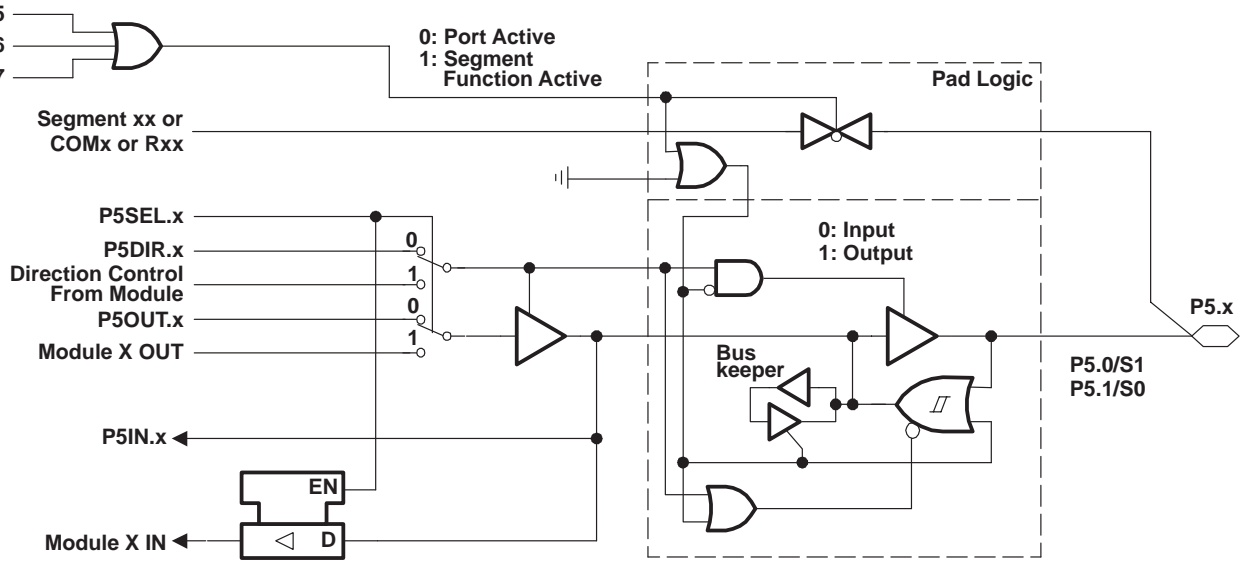 0: Port Active
1: Segment
Function Active
Pad Logic
Segment xx or
COMx or Rxx
P5SEL.x
0: Input
1: Output
P5DIR.x
0
Direction Control
From Module
1
P5OUT.x
0
Module X OUT
1
P5.x
Bus
keeper
P5.0/S1
P5.1/S0
P5IN.x
EN
Module X IN
D